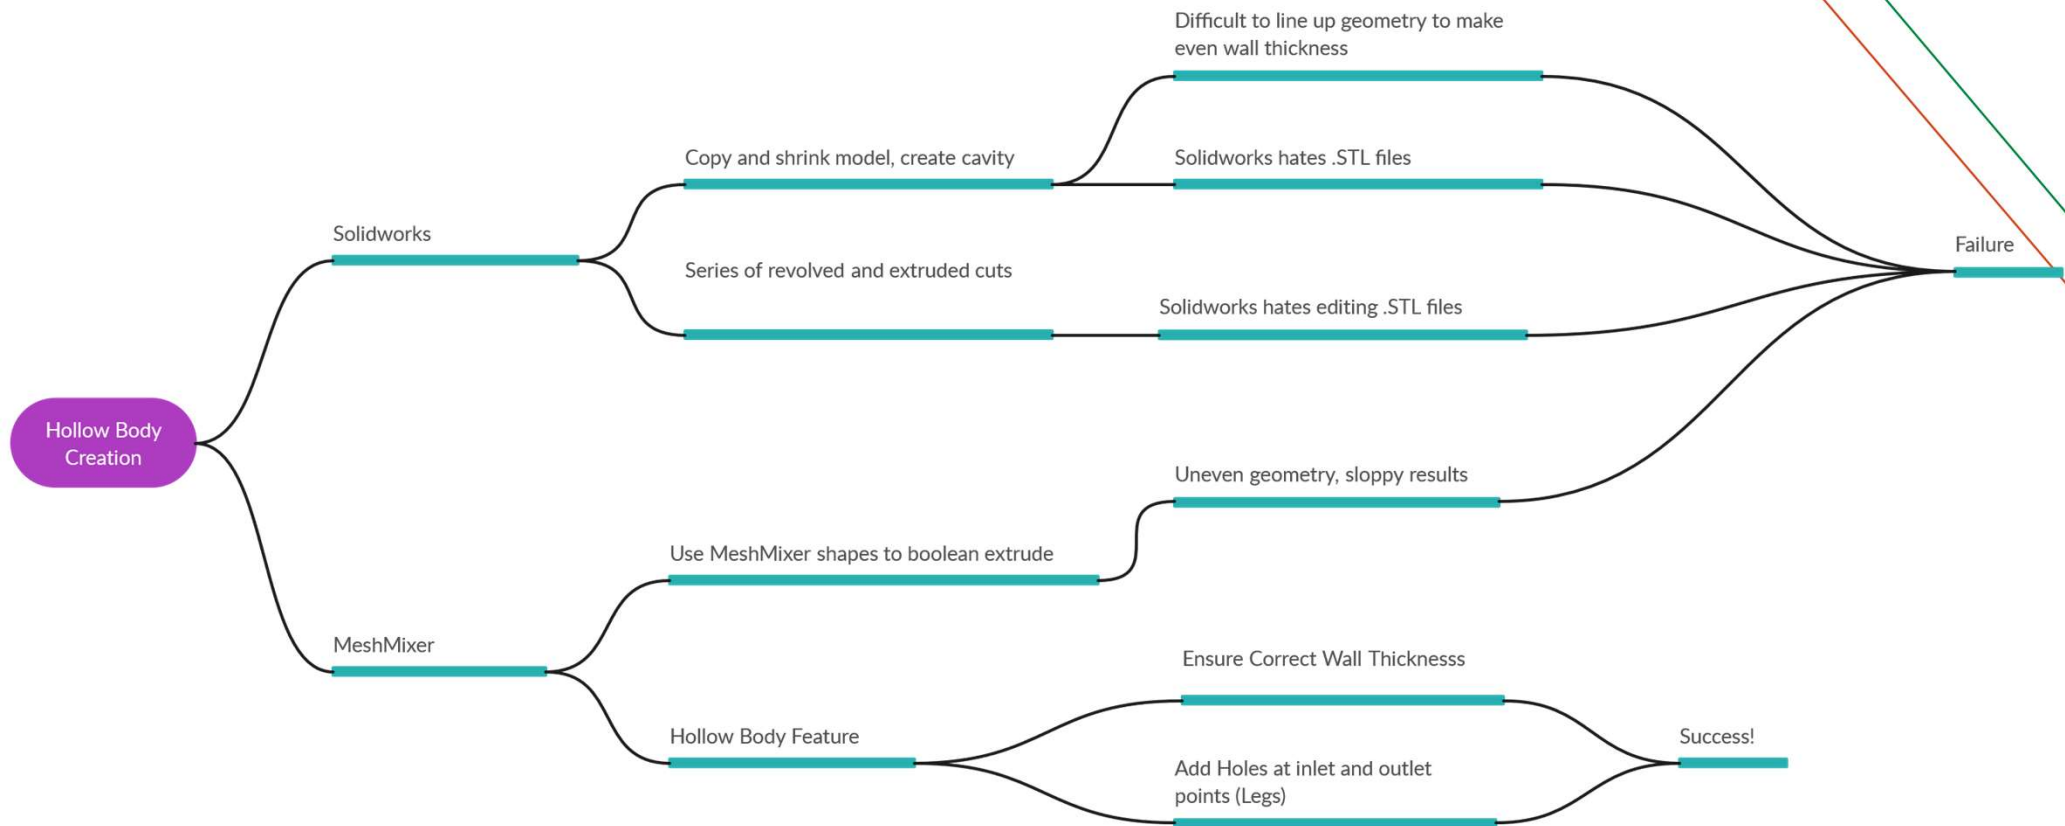 Difficult to line up geometry to make
even wall thickness
Copy and shrink model, create cavity
Solidworks hates .STL files
Solidworks
Failure
Series of revolved and extruded cuts
Solidworks hates editing .STL files
Hollow Body
Creation
Uneven geometry, sloppy results
Use MeshMixer shapes to boolean extrude
MeshMixer
Ensure Correct Wall Thicknesss
Hollow Body Feature
Success!
Add Holes at inlet and outlet
points (Legs)